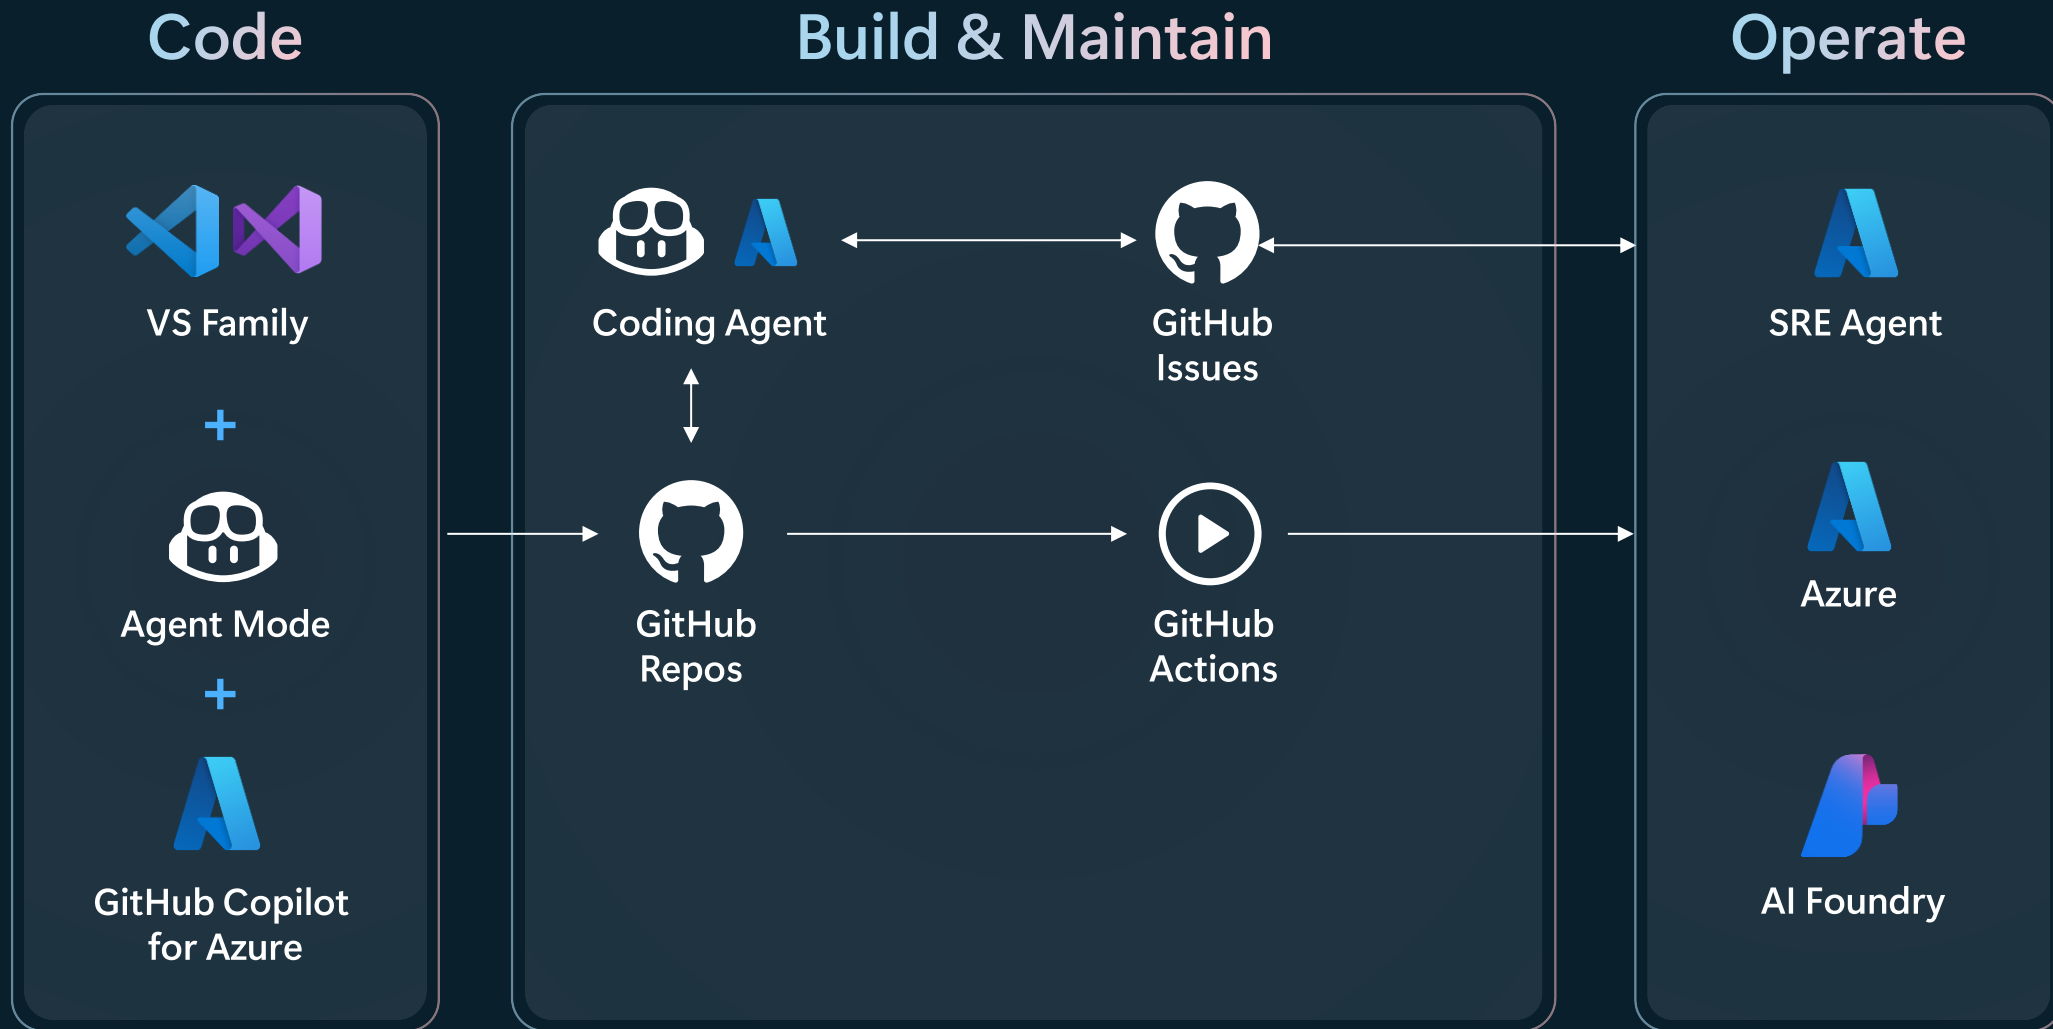 Code
Build & Maintain
Operate
VS Family
+
Agent Mode
+
GitHub Copilot
for Azure
Coding Agent
GitHub
Issues
GitHub
Repos
GitHub
Actions
SRE Agent
Azure
AI Foundry